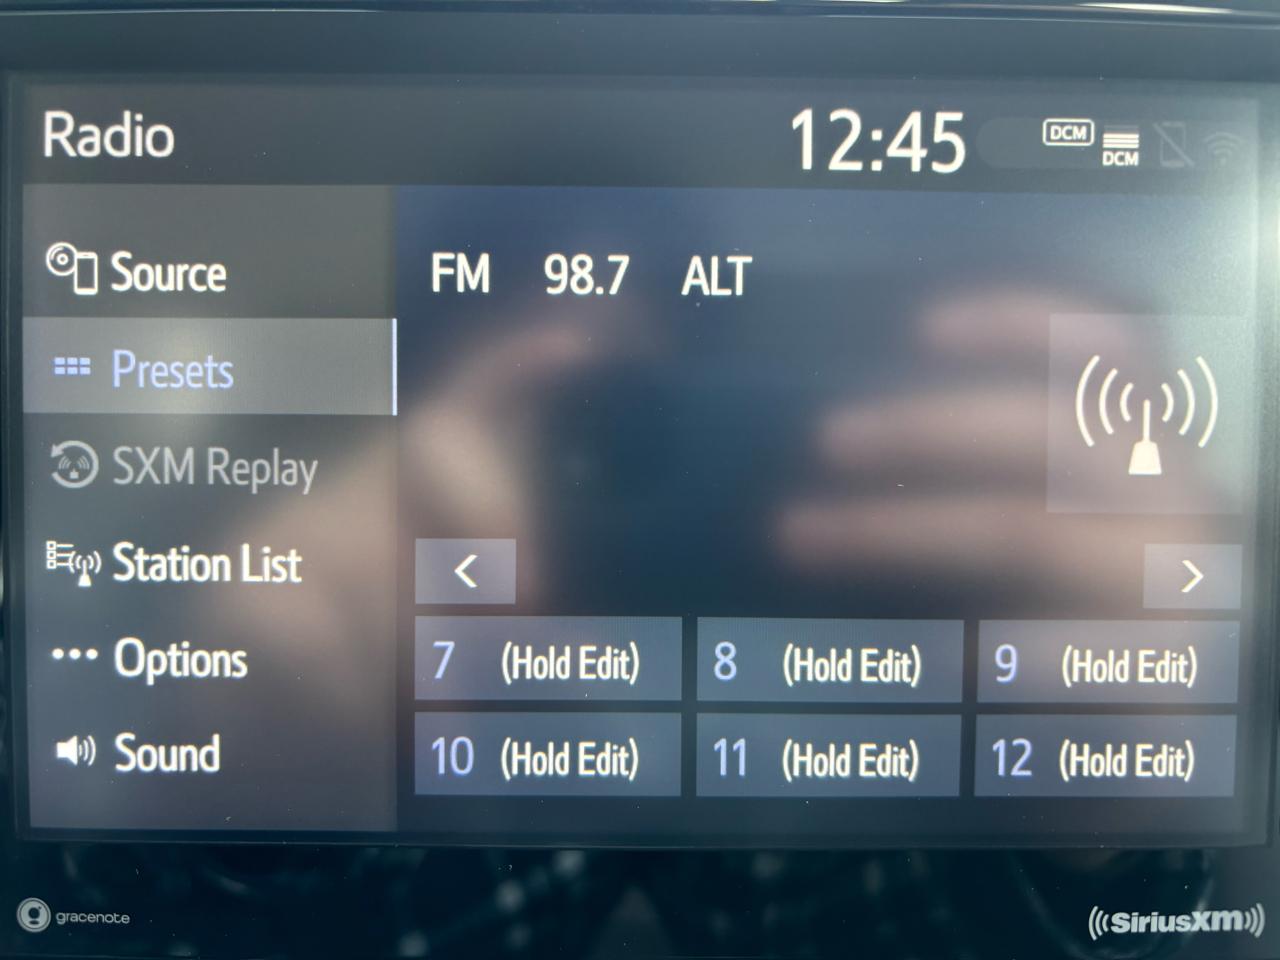 Radio
12:45
DCM
DCM
Source
Presets
SXM Replay
Station List
Options
Sound
FM 98.7 ALT
<
>
7 (Hold Edit)
8 (Hold Edit)
9 (Hold Edit)
10 (Hold Edit)
11 (Hold Edit)
12 (Hold Edit)
gracenote
SiriusXM